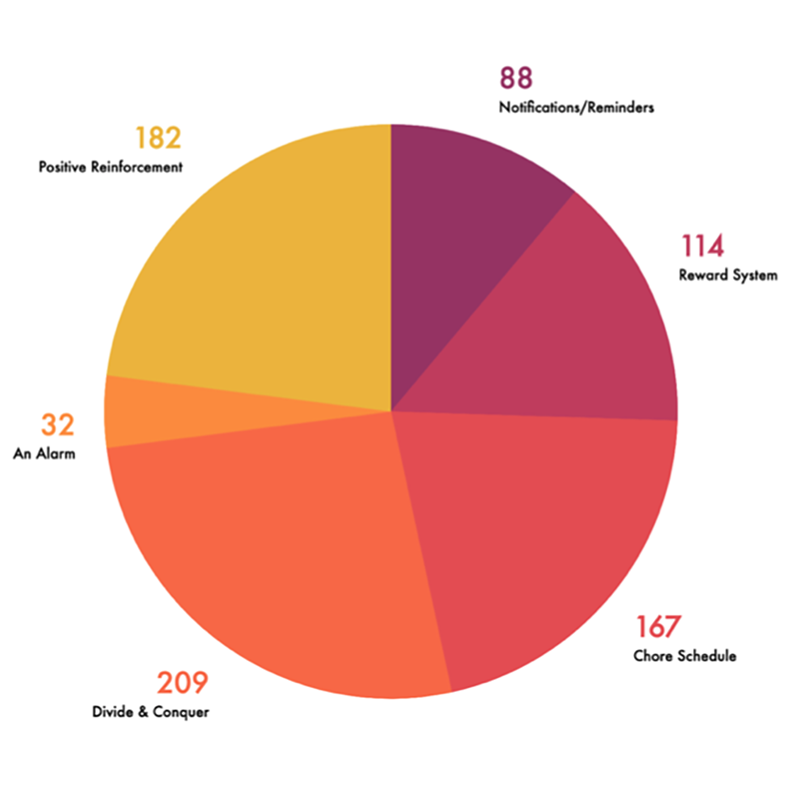 88
Notifications/Reminders
182
Positive Reinforcement
114
Reward System
32
An Alarm
167
Chore Schedule
209
Divide & Conquer